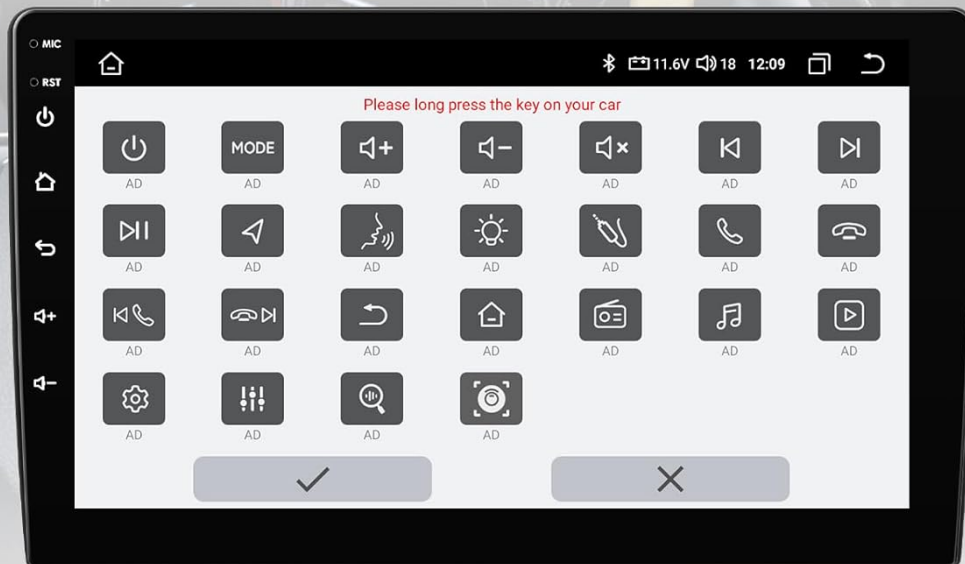 MIC
11.6V 18 12:09
RST
Please long press the key on your car
MODE
AD AD AD AD AD AD AD
AD AD AD AD AD AD AD
AD AD AD AD AD AD AD
AD AD AD AD